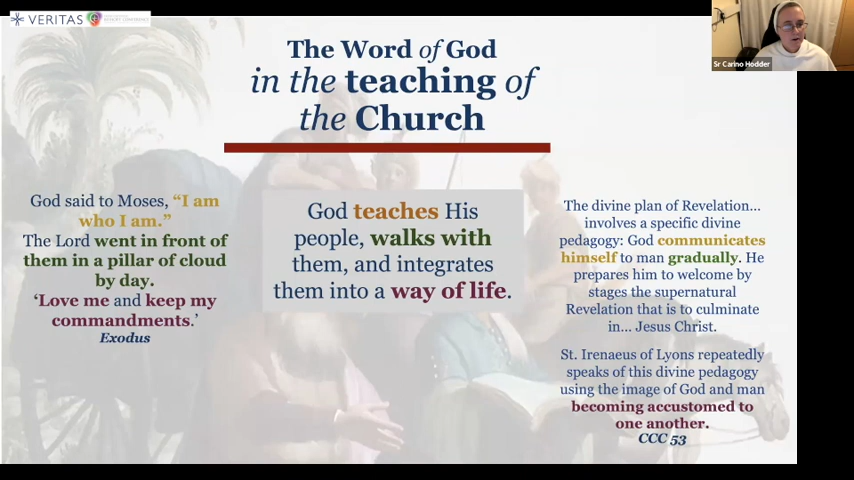 VERITAS
Sr Carino Hodder
The Word of God
in the teaching of
the Church
God said to Moses, “I am
who I am.”
The Lord went in front of
them in a pillar of cloud
by day.
‘Love me and keep my
commandments.’
Exodus
God teaches His
people, walks with
them, and integrates
them into a way of life.
The divine plan of Revelation...
involves a specific divine
pedagogy: God communicates
himself to man gradually. He
prepares him to welcome by
stages the supernatural
Revelation that is to culminate
in... Jesus Christ.
St. Irenaeus of Lyons repeatedly
speaks of this divine pedagogy
using the image of God and man
becoming accustomed to
one another.
CCC 53